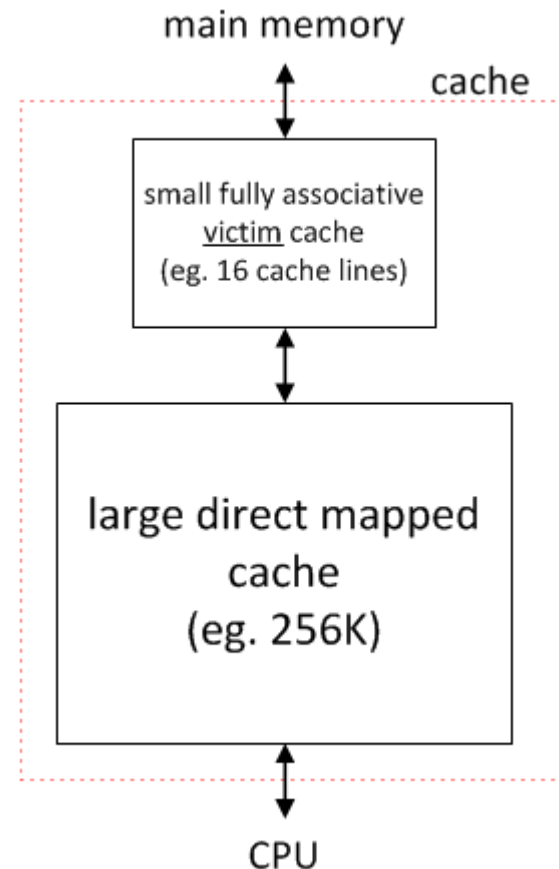 main memory
cache
small fully associative
victim cache
(eg. 16 cache lines)
large direct mapped
cache
(eg. 256K)
CPU